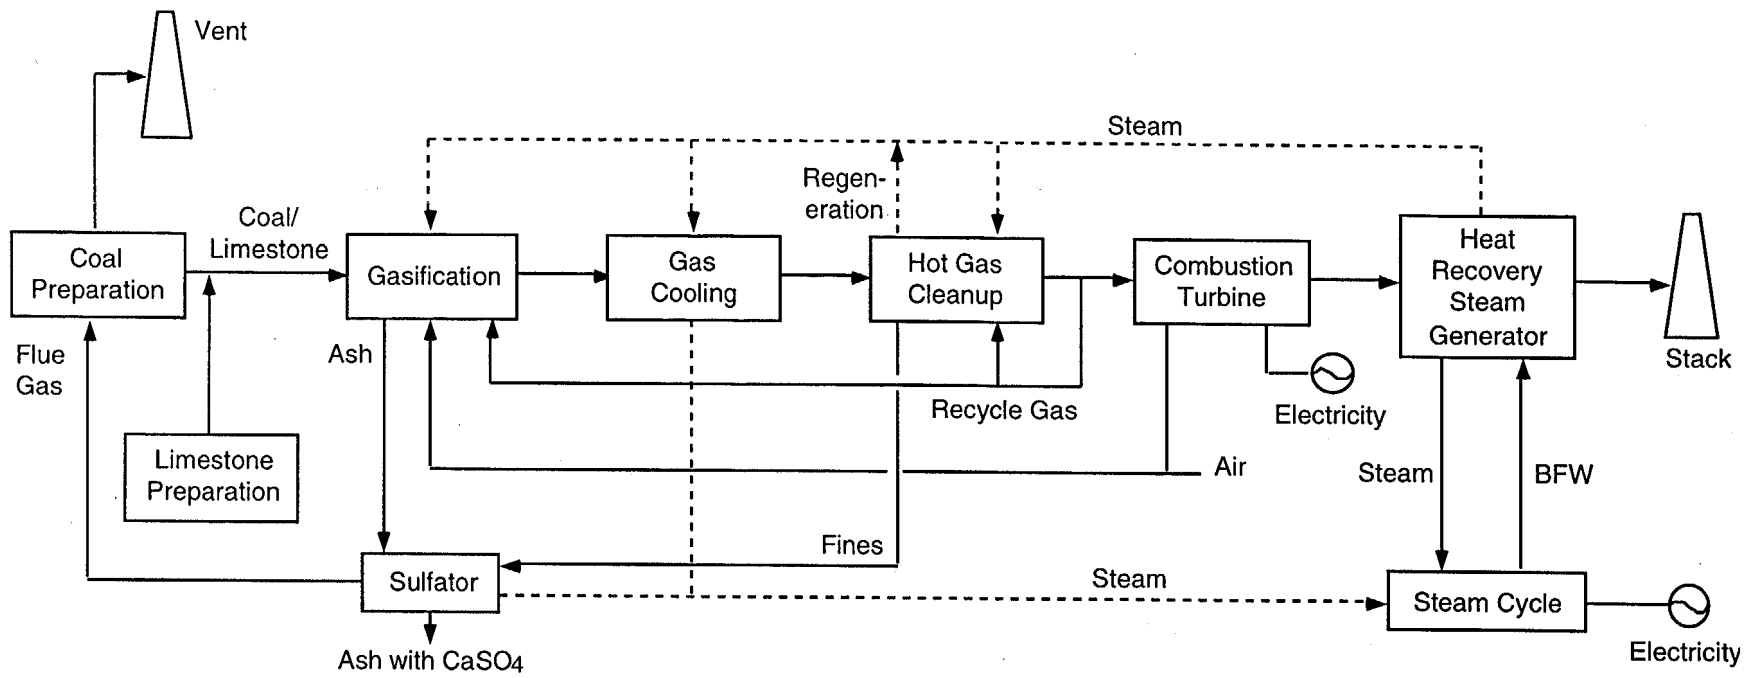 Vent
Steam
Regen-
eration
Coal/
Limestone
Coal
Preparation
Gasification
Gas
Cooling
Hot Gas
Cleanup
Combustion
Turbine
Heat
Recovery
Steam
Generator
Stack
Flue
Gas
Ash
Recycle Gas
Electricity
Limestone
Preparation
Air
Steam
BFW
Fines
Sulfator
Steam
Steam Cycle
Ash with CaSO4
Electricity